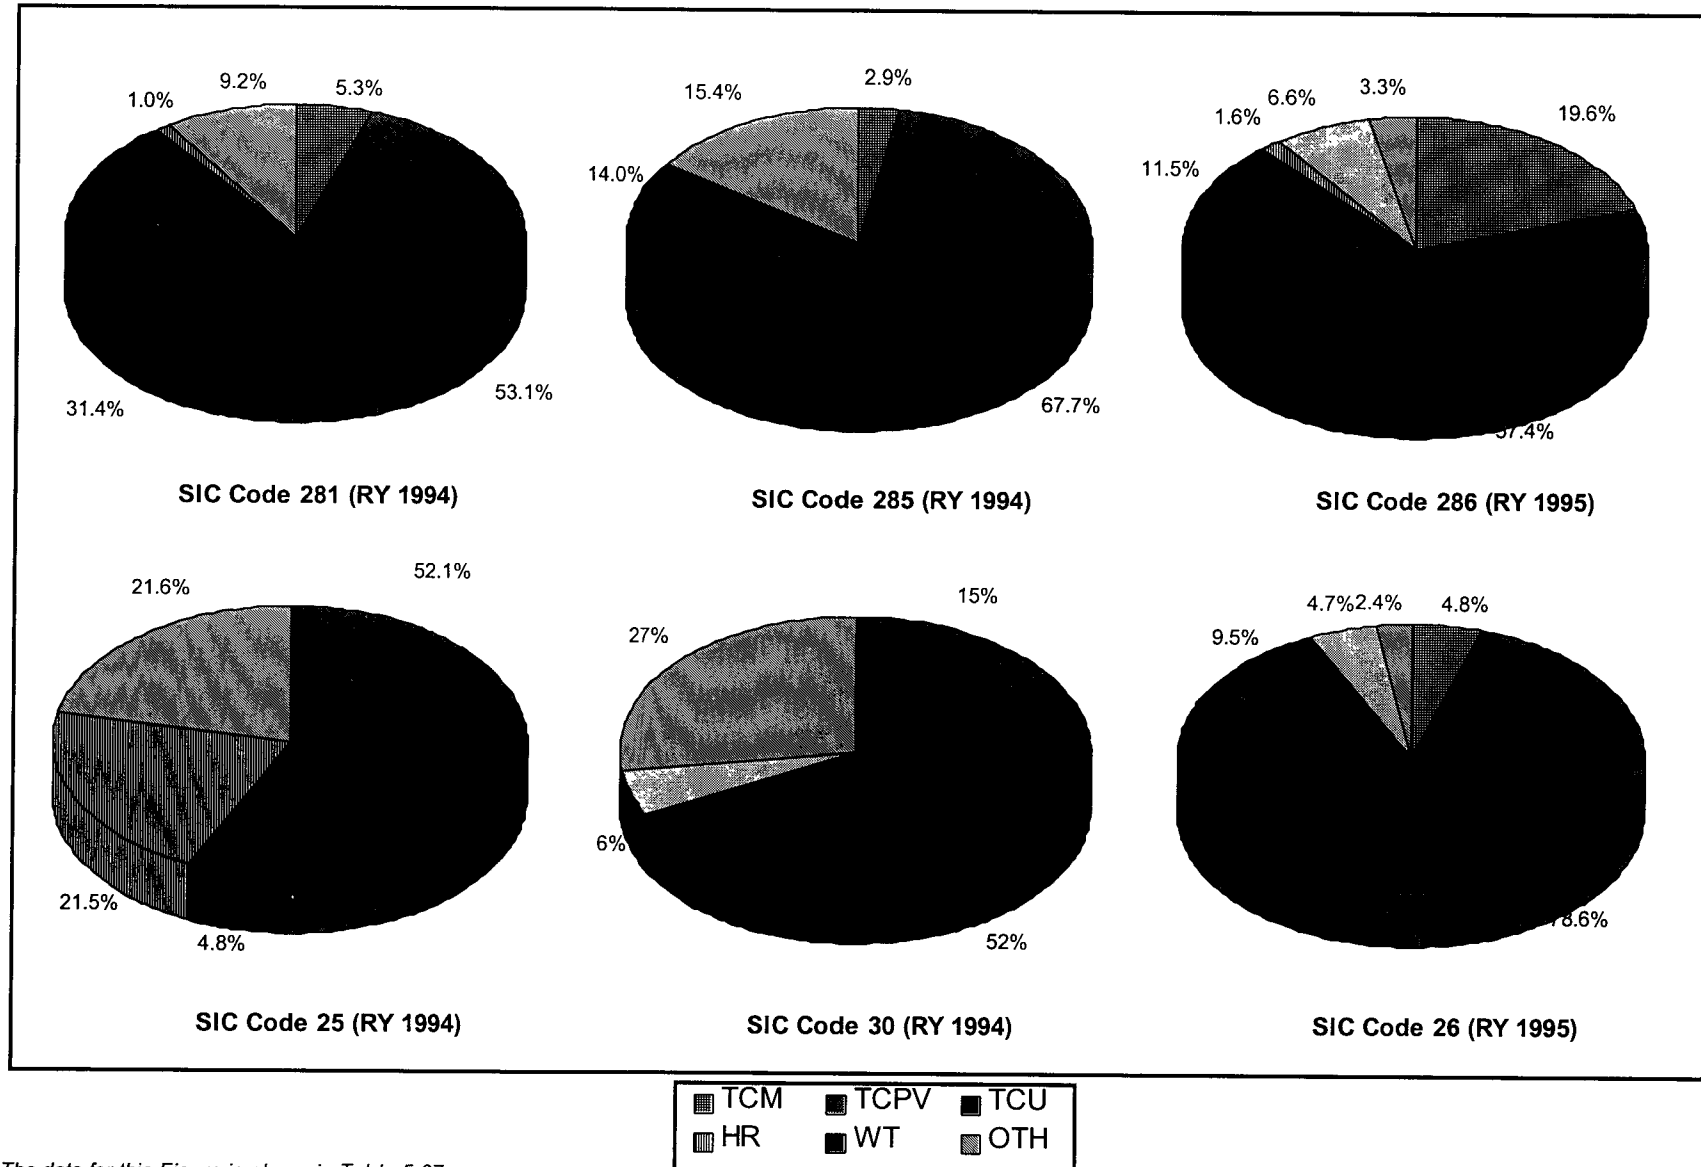 9.2% 5.3%
1.0%
31.4%
53.1%
SIC Code 281 (RY 1994)
15.4% 2.9%
14.0%
67.7%
SIC Code 285 (RY 1994)
6.6% 3.3%
1.6% 19.6%
11.5%
SIC Code 286 (RY 1995)
21.6% 52.1%
21.5%
4.8%
SIC Code 25 (RY 1994)
15%
27%
6%
52%
SIC Code 30 (RY 1994)
4.7% 2.4% 4.8%
9.5%
SIC Code 26 (RY 1995)
TCM TCPV TCU
HR WT OTH